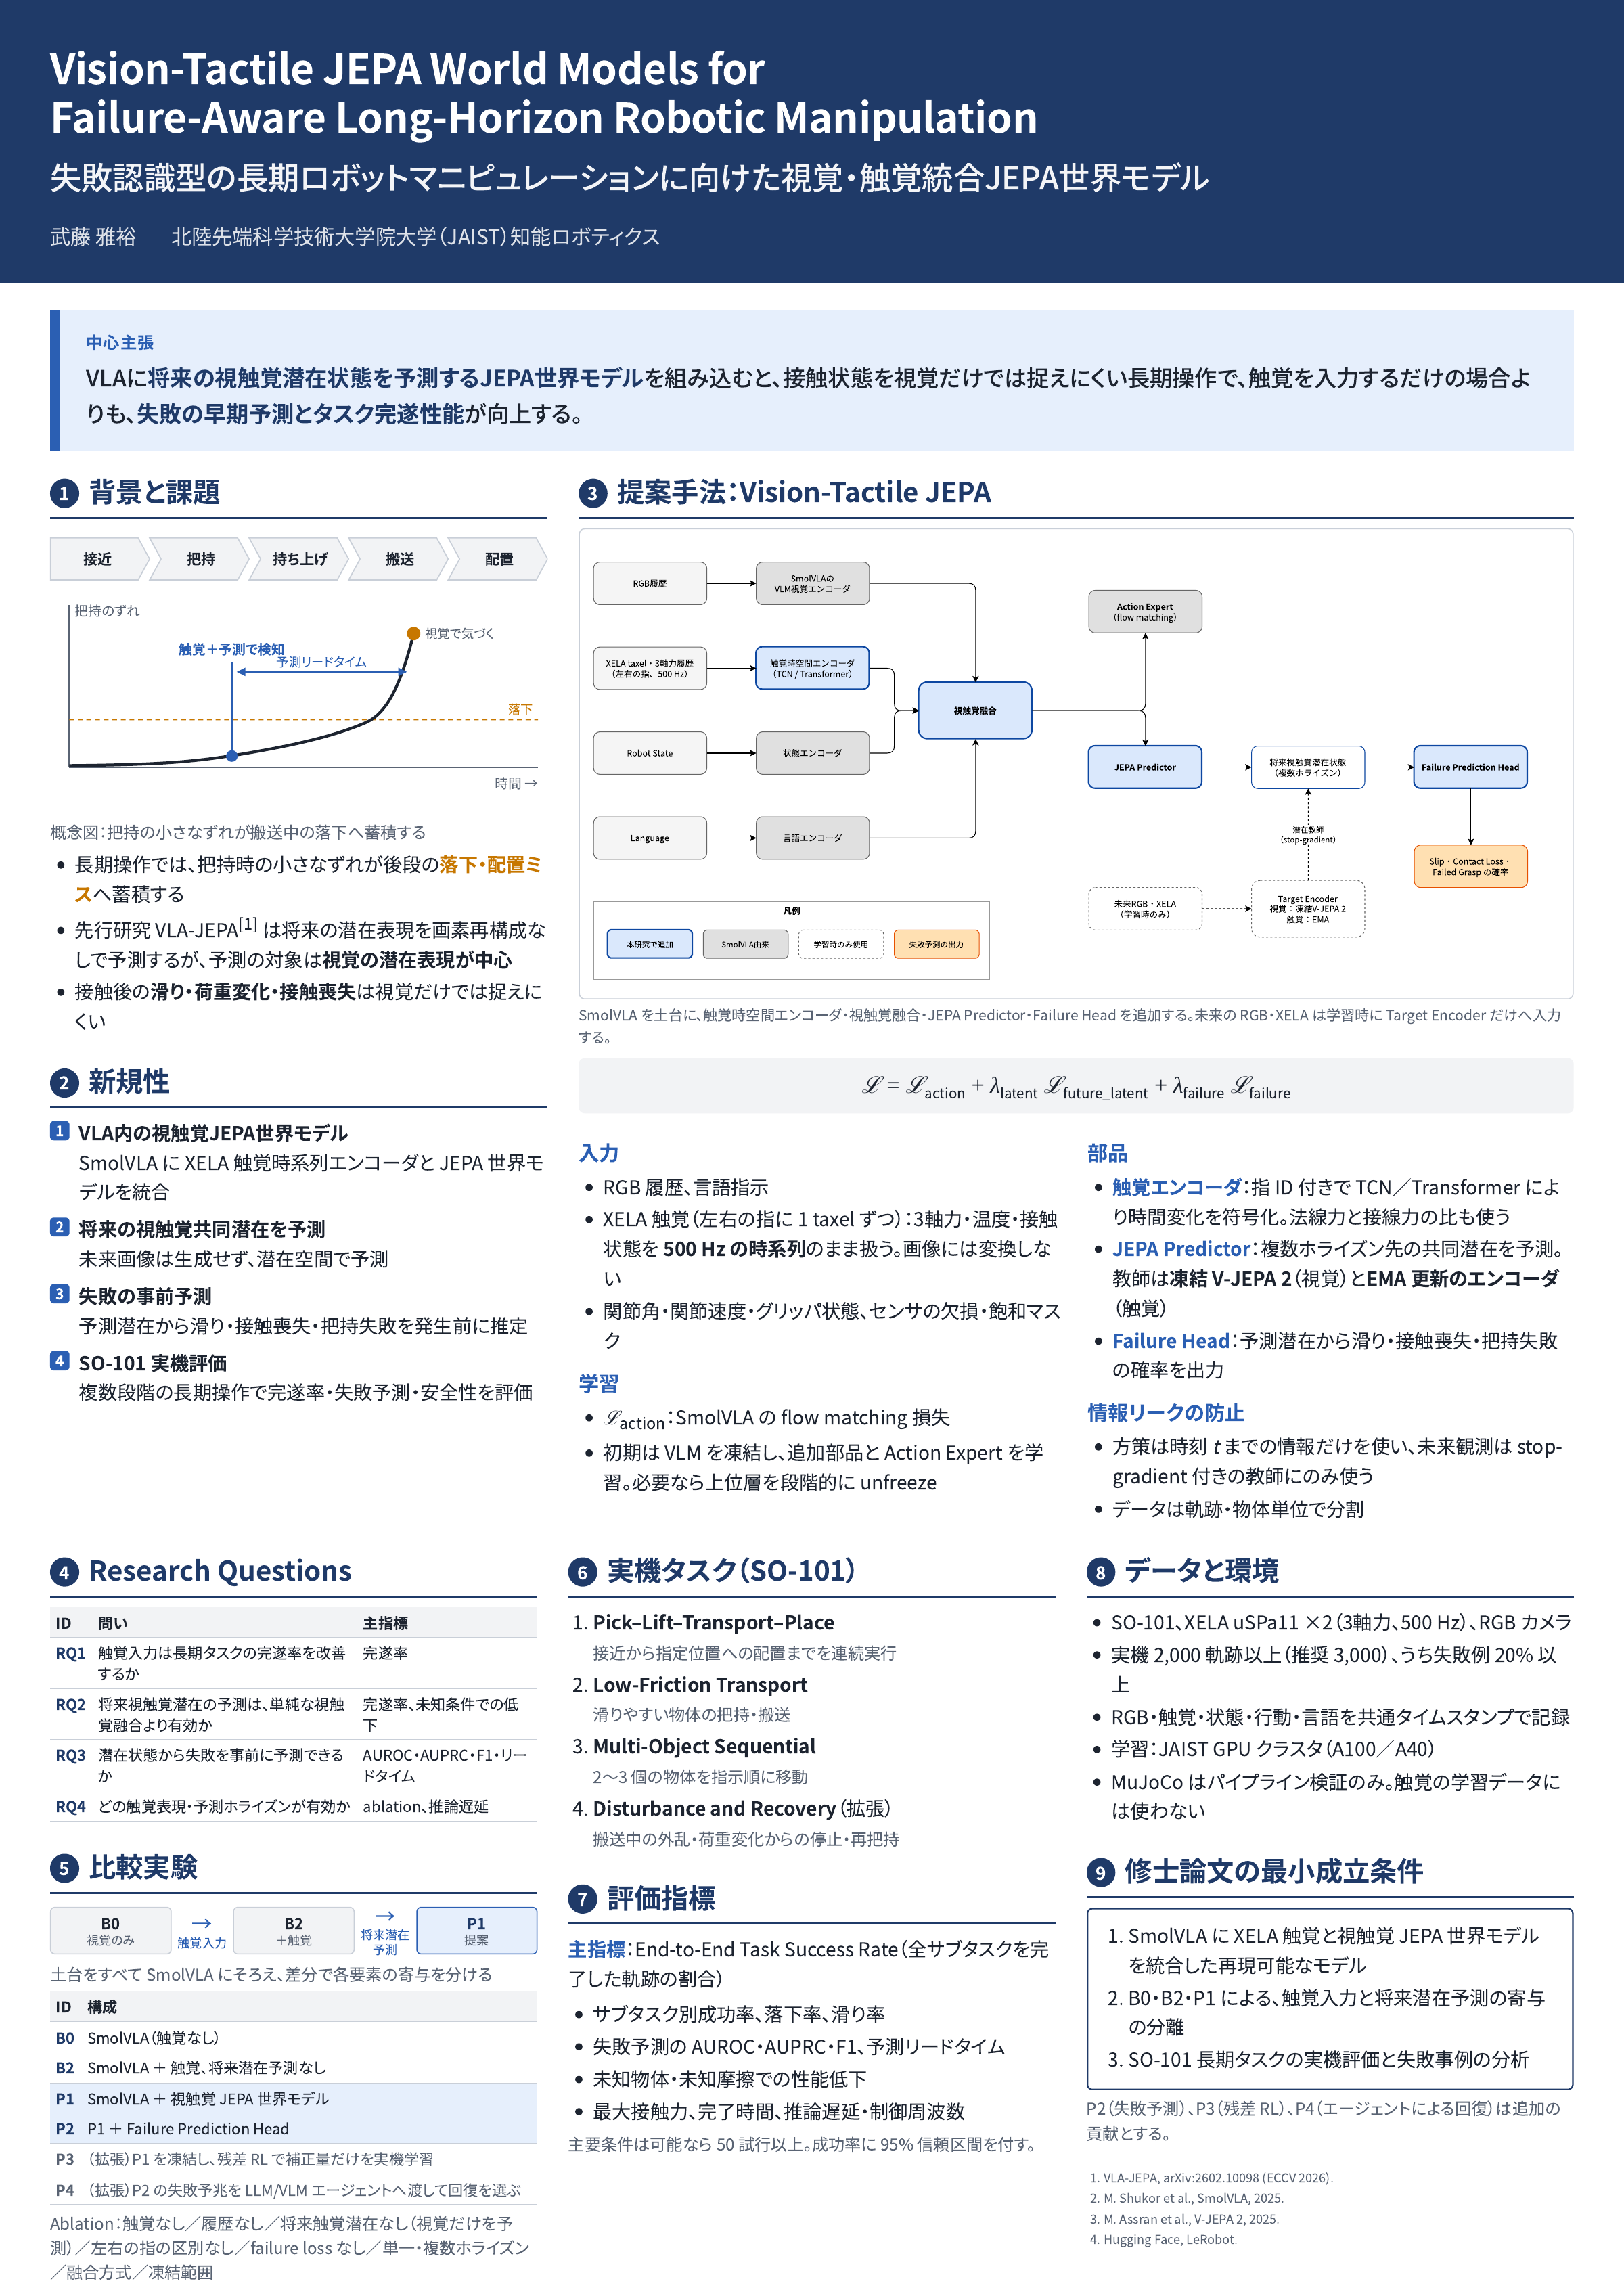 Vision-Tactile JEPA World Models for
Failure-Aware Long-Horizon Robotic Manipulation
失敗認識型の長期ロボットマニピュレーションに向けた視覚・触覚統合JEPA世界モデル
武藤 雅裕 北陸先端科学技術大学院大学（JAIST）知能ロボティクス
中心主張
VLAに将来の視触覚潜在状態を予測するJEPA世界モデルを組み込むと、接触状態を視覚だけでは捉えにくい長期操作で、触覚を入力するだけの場合よ
りも、失敗の早期予測とタスク完遂性能が向上する。
1 背景と課題
接近 把持 持ち上げ 搬送 配置
把持のずれ
視覚で気づく
触覚＋予測で検知
予測リードタイム
落下
時間 →
概念図：把持の小さなずれが搬送中の落下へ蓄積する
• 長期操作では、把持時の小さなずれが後段の落下・配置ミ
スへ蓄積する
• 先行研究 VLA-JEPA[1] は将来の潜在表現を画素再構成な
しで予測するが、予測の対象は視覚の潜在表現が中心
• 接触後の滑り・荷重変化・接触喪失は視覚だけでは捉えに
くい
2 新規性
1 VLA内の視触覚JEPA世界モデル
SmolVLA に XELA 触覚時系列エンコーダと JEPA 世界モ
デルを統合
2 将来の視触覚共同潜在を予測
未来画像は生成せず、潜在空間で予測
3 失敗の事前予測
予測潜在から滑り・接触喪失・把持失敗を発生前に推定
4 SO-101 実機評価
複数段階の長期操作で完遂率・失敗予測・安全性を評価
3 提案手法：Vision-Tactile JEPA
RGB履歴
SmolVLAの
VLM視覚エンコーダ
XELA taxel・3軸力履歴
（左右の指、500 Hz）
触覚時空間エンコーダ
（TCN / Transformer）
Robot State
状態エンコーダ
Language
言語エンコーダ
視触覚融合
Action Expert
（flow matching）
JEPA Predictor
将来視触覚潜在状態
（複数ホライズン）
Failure Prediction Head
潜在教師
（stop-gradient）
Slip・Contact Loss・
Failed Grasp の確率
未来RGB・XELA
（学習時のみ）
Target Encoder
視覚：凍結V-JEPA 2
触覚：EMA
凡例
本研究で追加 SmolVLA由来 学習時のみ使用 失敗予測の出力
SmolVLA を土台に、触覚時空間エンコーダ・視触覚融合・JEPA Predictor・Failure Head を追加する。未来の RGB・XELA は学習時に Target Encoder だけへ入力
する。
ℒ = ℒaction + λlatent ℒfuture_latent + λfailure ℒfailure
入力
• RGB 履歴、言語指示
• XELA 触覚（左右の指に 1 taxel ずつ）：3軸力・温度・接触
状態を 500 Hz の時系列のまま扱う。画像には変換しな
い
• 関節角・関節速度・グリッパ状態、センサの欠損・飽和マス
ク
学習
• ℒaction：SmolVLA の flow matching 損失
• 初期は VLM を凍結し、追加部品と Action Expert を学
習。必要なら上位層を段階的に unfreeze
部品
• 触覚エンコーダ：指 ID 付きで TCN／Transformer によ
り時間変化を符号化。法線力と接線力の比も使う
• JEPA Predictor：複数ホライズン先の共同潜在を予測。
教師は凍結 V-JEPA 2（視覚）とEMA 更新のエンコーダ
（触覚）
• Failure Head：予測潜在から滑り・接触喪失・把持失敗
の確率を出力
情報リークの防止
• 方策は時刻 t までの情報だけを使い、未来観測は stop-
gradient 付きの教師にのみ使う
• データは軌跡・物体単位で分割
4 Research Questions
ID 問い 主指標
RQ1 触覚入力は長期タスクの完遂率を改善 完遂率
するか
RQ2 将来視触覚潜在の予測は、単純な視触 完遂率、未知条件での低
覚融合より有効か 下
RQ3 潜在状態から失敗を事前に予測できる AUROC・AUPRC・F1・リー
か ドタイム
RQ4 どの触覚表現・予測ホライズンが有効か ablation、推論遅延
5 比較実験
B0
視覚のみ
→
触覚入力
B2
＋触覚
→
将来潜在
予測
P1
提案
土台をすべて SmolVLA にそろえ、差分で各要素の寄与を分ける
ID 構成
B0 SmolVLA（触覚なし）
B2 SmolVLA ＋ 触覚、将来潜在予測なし
P1 SmolVLA ＋ 視触覚 JEPA 世界モデル
P2 P1 ＋ Failure Prediction Head
P3 （拡張）P1 を凍結し、残差 RL で補正量だけを実機学習
P4 （拡張）P2 の失敗予兆を LLM/VLM エージェントへ渡して回復を選ぶ
Ablation：触覚なし／履歴なし／将来触覚潜在なし（視覚だけを予
測）／左右の指の区別なし／failure loss なし／単一・複数ホライズン
／融合方式／凍結範囲
6 実機タスク（SO-101）
1. Pick–Lift–Transport–Place
接近から指定位置への配置までを連続実行
2. Low-Friction Transport
滑りやすい物体の把持・搬送
3. Multi-Object Sequential
2〜3 個の物体を指示順に移動
4. Disturbance and Recovery（拡張）
搬送中の外乱・荷重変化からの停止・再把持
7 評価指標
主指標：End-to-End Task Success Rate（全サブタスクを完
了した軌跡の割合）
• サブタスク別成功率、落下率、滑り率
• 失敗予測の AUROC・AUPRC・F1、予測リードタイム
• 未知物体・未知摩擦での性能低下
• 最大接触力、完了時間、推論遅延・制御周波数
主要条件は可能なら 50 試行以上。成功率に 95% 信頼区間を付す。
8 データと環境
• SO-101、XELA uSPa11 ×2（3軸力、500 Hz）、RGB カメラ
• 実機 2,000 軌跡以上（推奨 3,000）、うち失敗例 20% 以
上
• RGB・触覚・状態・行動・言語を共通タイムスタンプで記録
• 学習：JAIST GPU クラスタ（A100／A40）
• MuJoCo はパイプライン検証のみ。触覚の学習データに
は使わない
9 修士論文の最小成立条件
1. SmolVLA に XELA 触覚と視触覚 JEPA 世界モデル
を統合した再現可能なモデル
2. B0・B2・P1 による、触覚入力と将来潜在予測の寄与
の分離
3. SO-101 長期タスクの実機評価と失敗事例の分析
P2（失敗予測）、P3（残差 RL）、P4（エージェントによる回復）は追加の
貢献とする。
1. VLA-JEPA, arXiv:2602.10098 (ECCV 2026).
2. M. Shukor et al., SmolVLA, 2025.
3. M. Assran et al., V-JEPA 2, 2025.
4. Hugging Face, LeRobot.